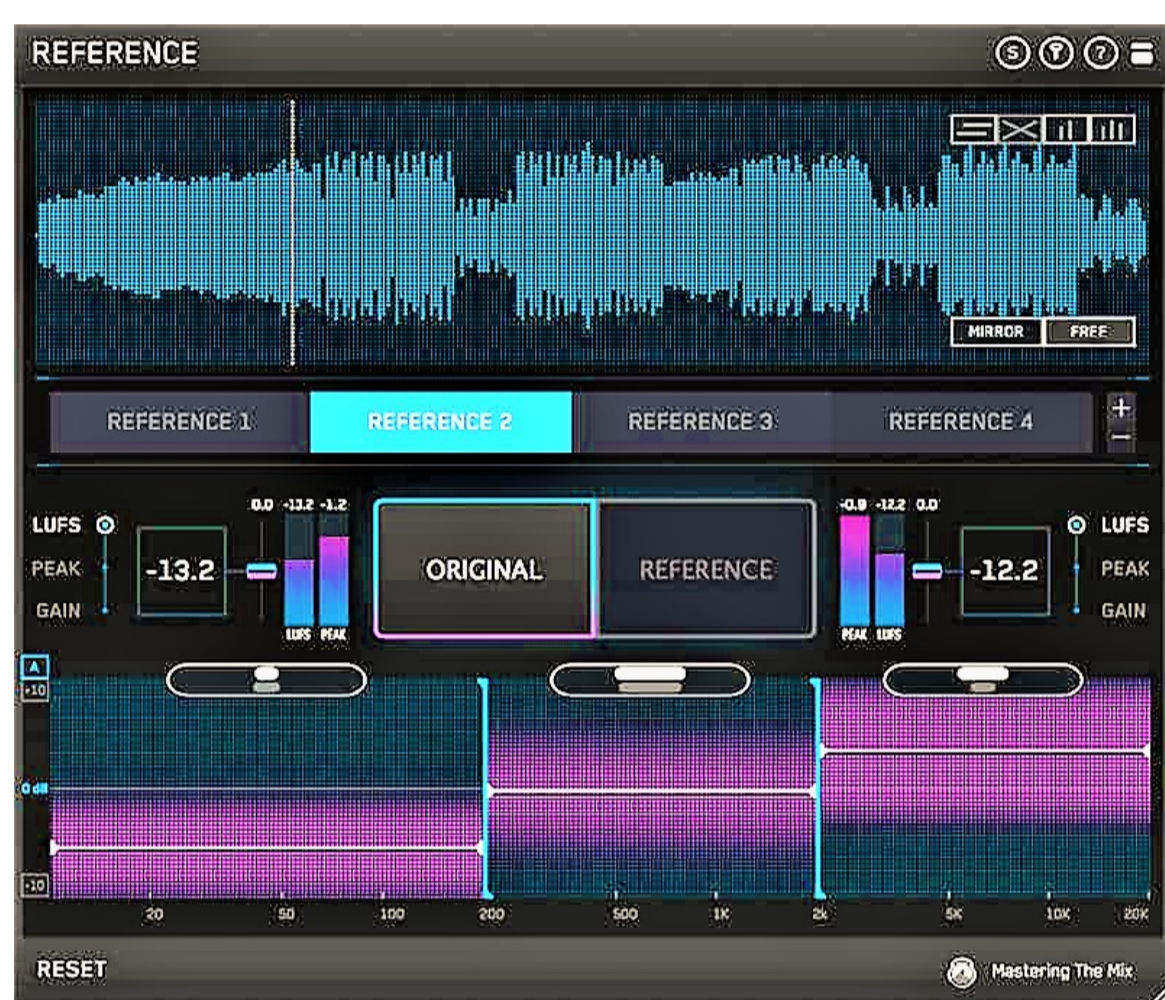 REFERENCE S ?
MIRROR FREE
REFERENCE 1 REFERENCE 2 REFERENCE 3 REFERENCE 4 + −
0.0 -13.2 -1.2 -0.9 -12.2 0.0
LUFS LUFS
PEAK -13.2 ORIGINAL REFERENCE -12.2 PEAK
GAIN GAIN
LUFS PEAK PEAK LUFS
A
+10
0 dB
-10
20 50 100 200 500 1K 2K 5K 10K 20K
RESET Mastering The Mix